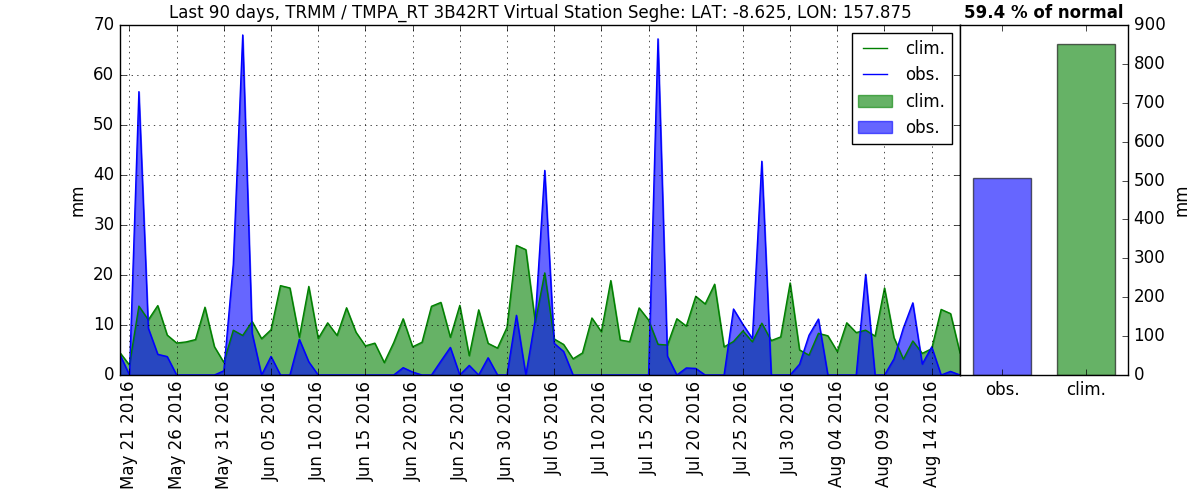 Last 90 days, TRMM / TMPA_RT 3B42RT Virtual Station Seghe: LAT: -8.625, LON: 157.875
59.4 % of normal
70
60
50
40
30
20
10
0
mm
clim.
obs.
clim.
obs.
May 21 2016
May 26 2016
May 31 2016
Jun 05 2016
Jun 10 2016
Jun 15 2016
Jun 20 2016
Jun 25 2016
Jun 30 2016
Jul 05 2016
Jul 10 2016
Jul 15 2016
Jul 20 2016
Jul 25 2016
Jul 30 2016
Aug 04 2016
Aug 09 2016
Aug 14 2016
900
800
700
600
500
400
300
200
100
0
mm
obs.
clim.